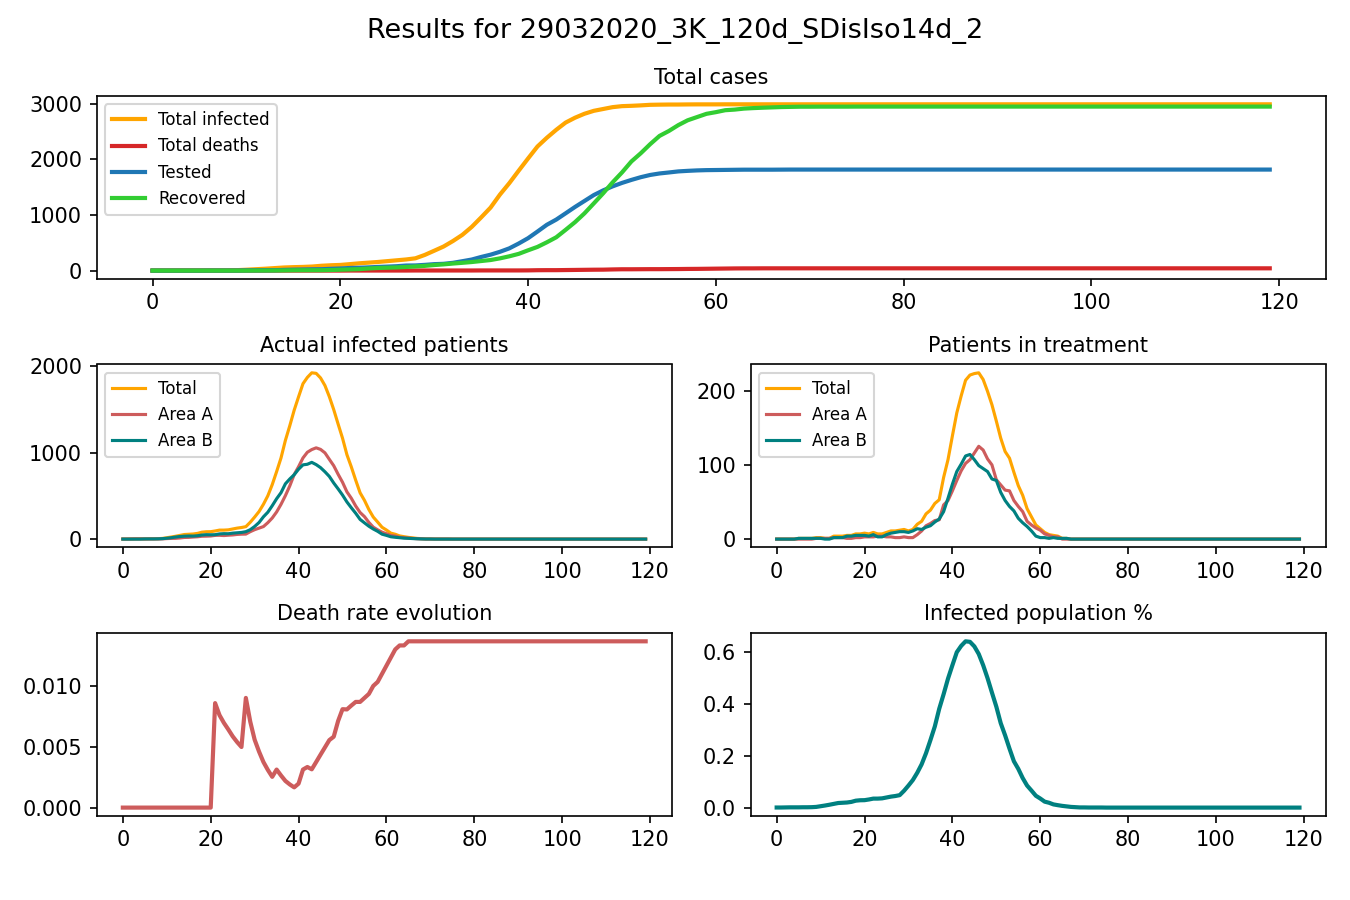 Results for 29032020_3K_120d_SDisIso14d_2
Total cases
3000
2000
1000
0
Total infected
Total deaths
Tested
Recovered
0 20 40 60 80 100 120
Actual infected patients
2000
1000
0
Total
Area A
Area B
0 20 40 60 80 100 120
Patients in treatment
200
100
0
Total
Area A
Area B
0 20 40 60 80 100 120
Death rate evolution
0.010
0.005
0.000
0 20 40 60 80 100 120
Infected population %
0.6
0.4
0.2
0.0
0 20 40 60 80 100 120